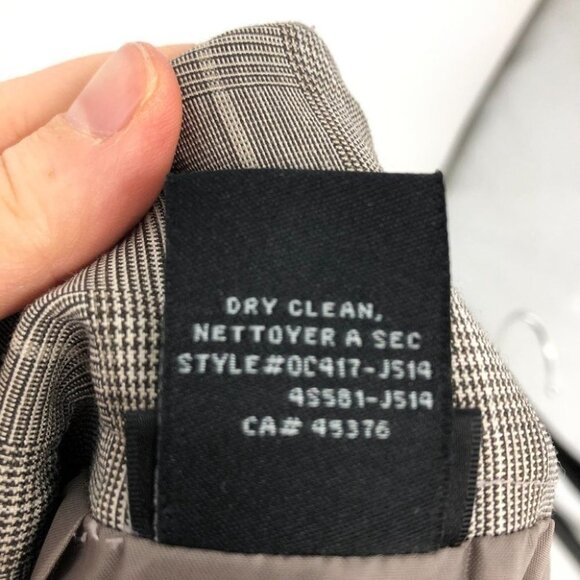 DRY CLEAN,
NETTOYER A SEC
STYLE#0C417-J514
4S581-J514
CA# 45376